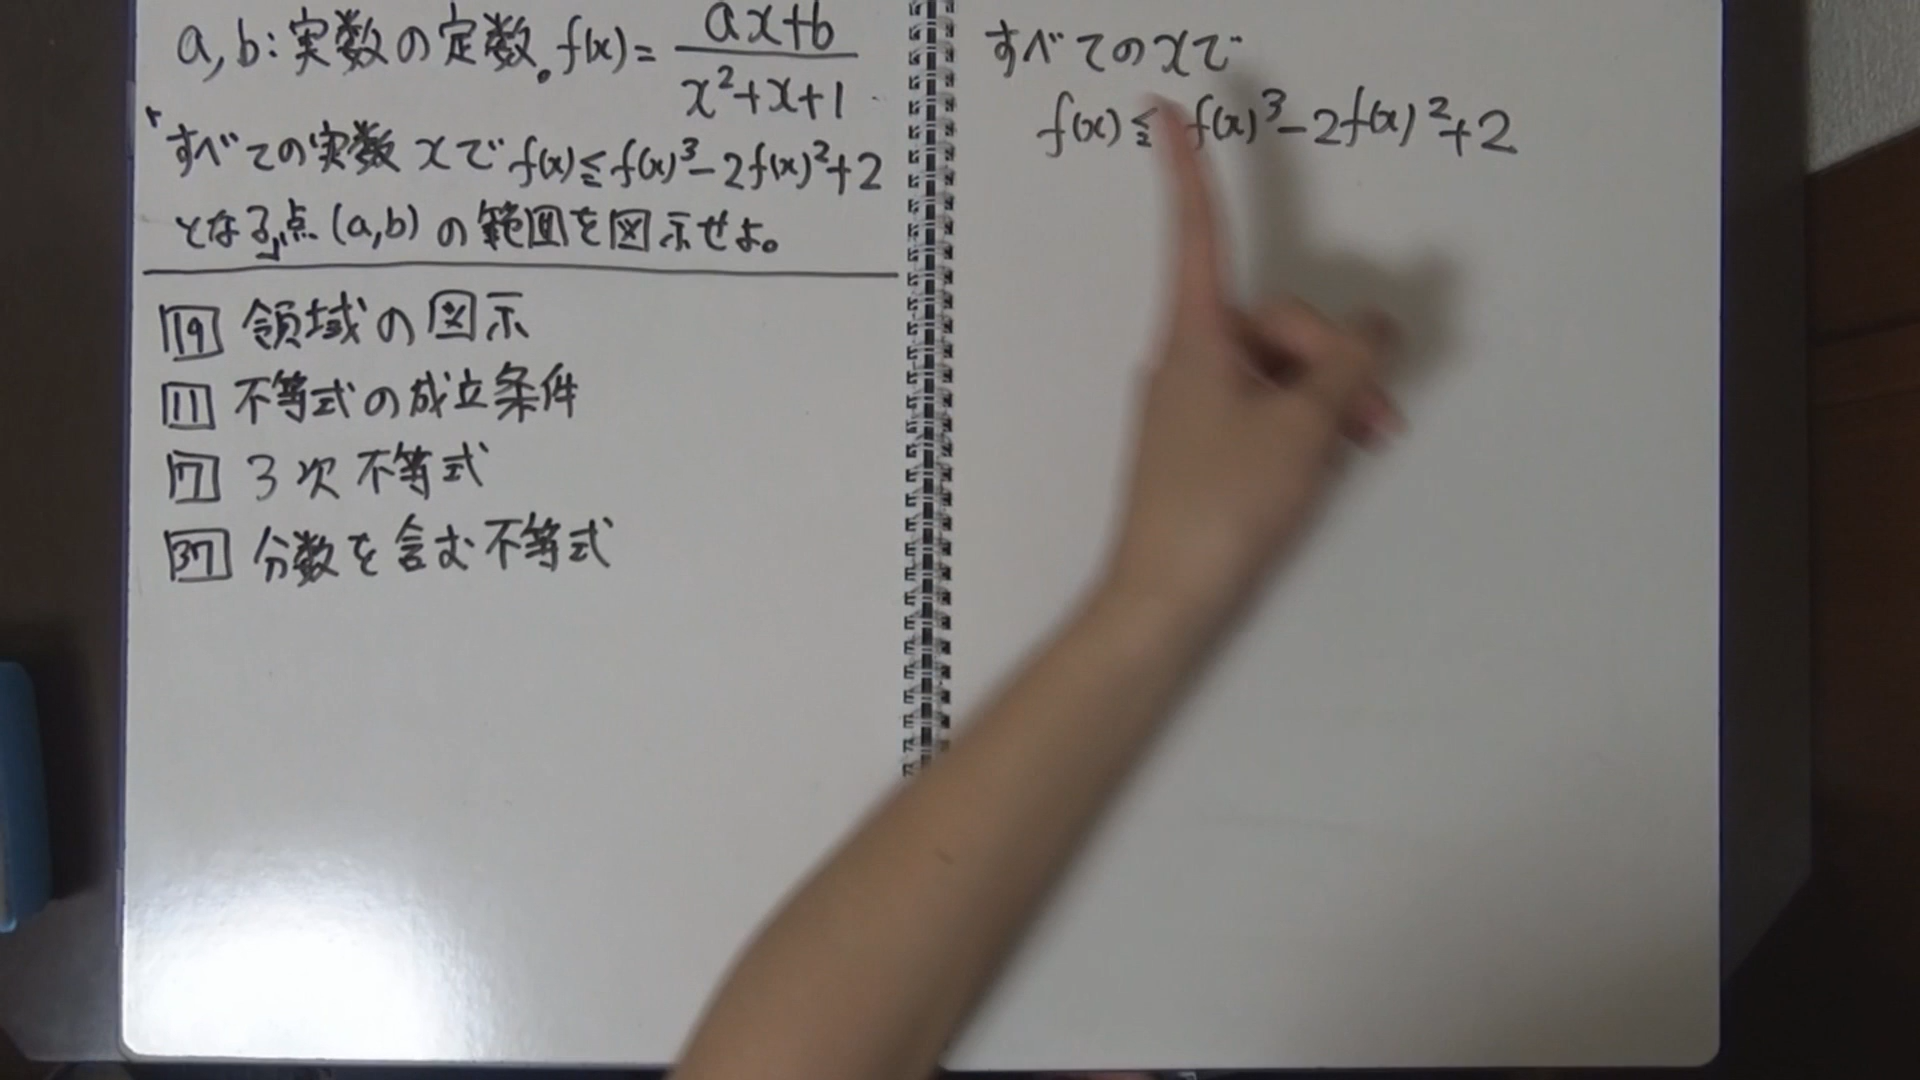 a,b:実数の定数。f(x)=ax+b/x²+x+1
「すべての実数xでf(x)≦f(x)³-2f(x)²+2
となる」点(a,b)の範囲を図示せよ。
19 領域の図示
11 不等式の成立条件
7 3次不等式
37 分数を含む不等式
すべてのxで
f(x)≦f(x)³-2f(x)²+2